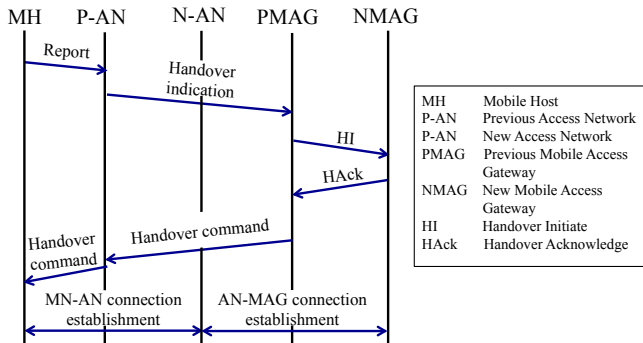 MH P-AN N-AN PMAG NMAG
Report
Handover
indication
HI
HAck
Handover command
Handover
command
MN-AN connection
establishment
AN-MAG connection
establishment
MH Mobile Host
P-AN Previous Access Network
P-AN New Access Network
PMAG Previous Mobile Access
Gateway
NMAG New Mobile Access
Gateway
HI Handover Initiate
HAck Handover Acknowledge